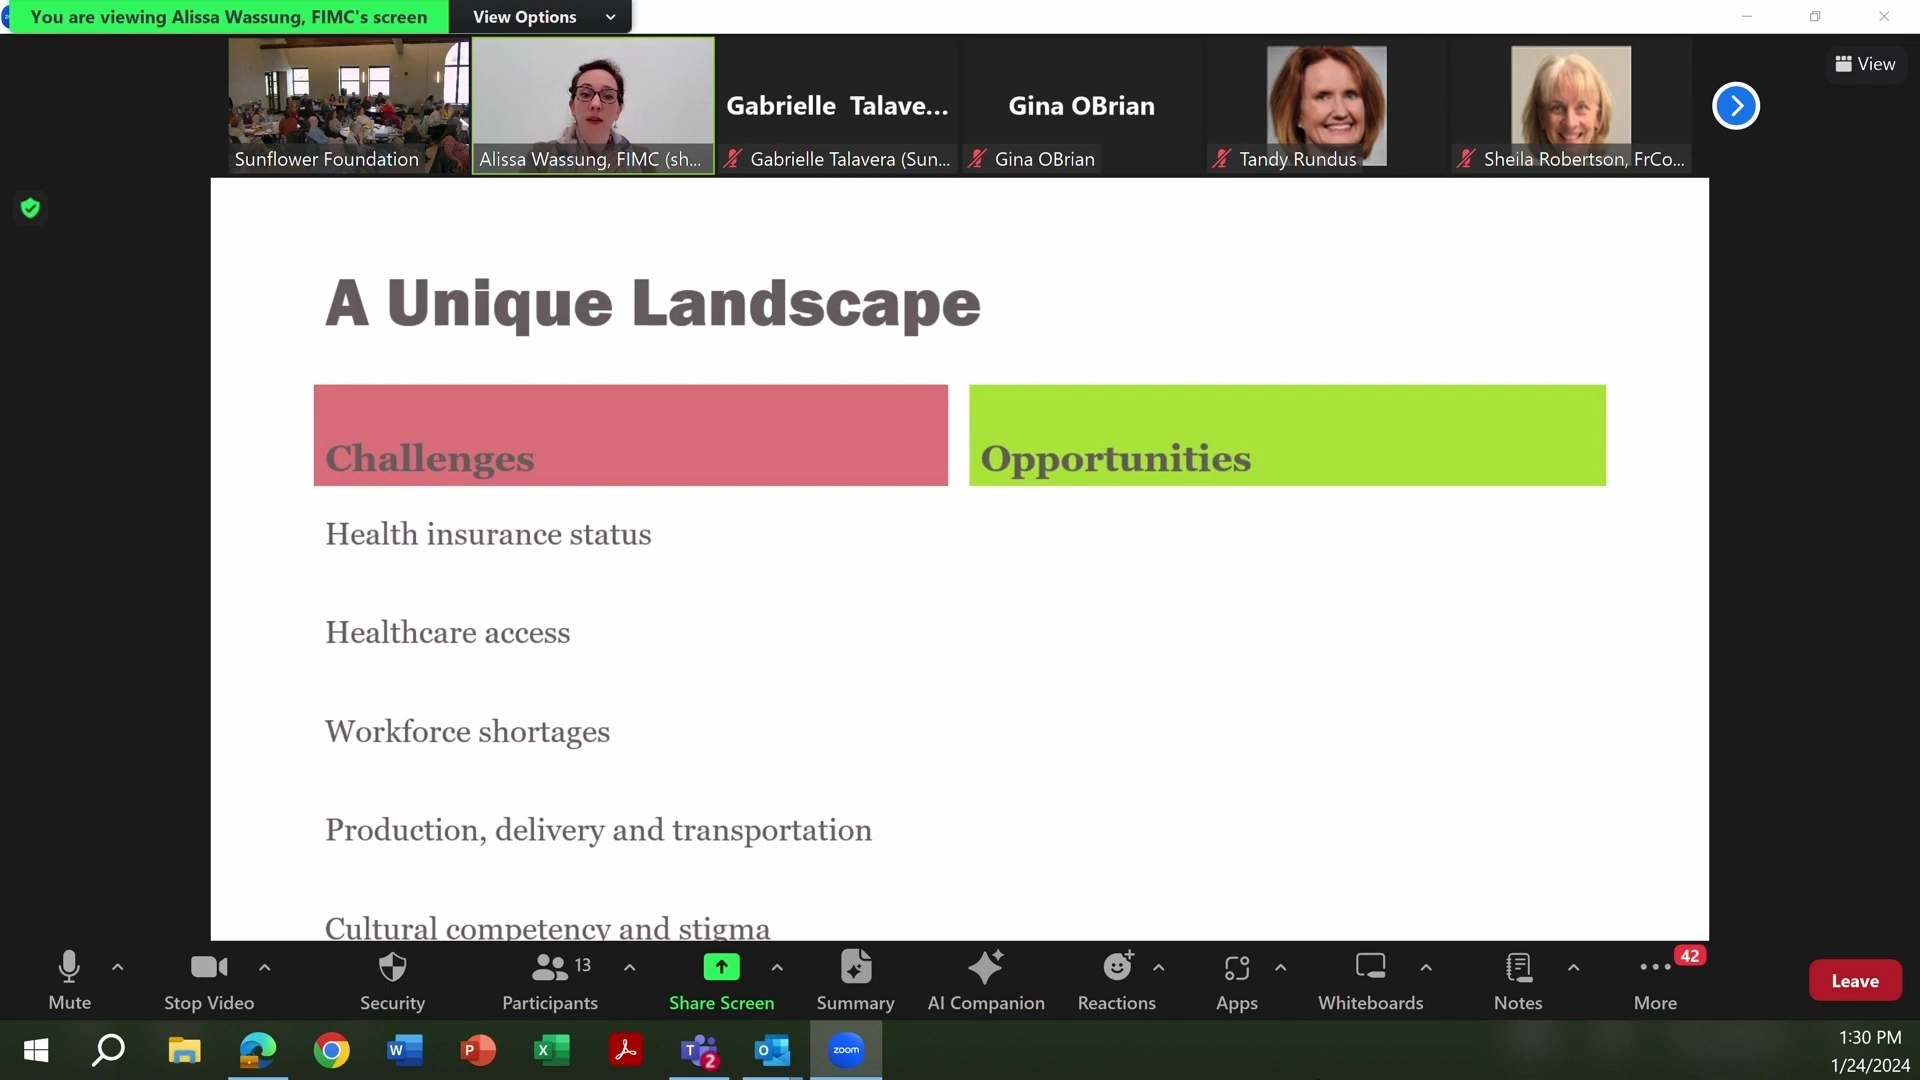 You are viewing Alissa Wassung, FIMC's screen
View Options
View
Gabrielle Talave...
Gina OBrian
Sunflower Foundation
Alissa Wassung, FIMC (sh...
Gabrielle Talavera (Sun...
Gina OBrian
Tandy Rundus
Sheila Robertson, FrCo...
A Unique Landscape
Challenges
Opportunities
Health insurance status
Healthcare access
Workforce shortages
Production, delivery and transportation
Cultural competency and stigma
13
42
Mute
Stop Video
Security
Participants
Share Screen
Summary
AI Companion
Reactions
Apps
Whiteboards
Notes
More
Leave
W
P
X
T
2
O
zoom
1:30 PM
1/24/2024